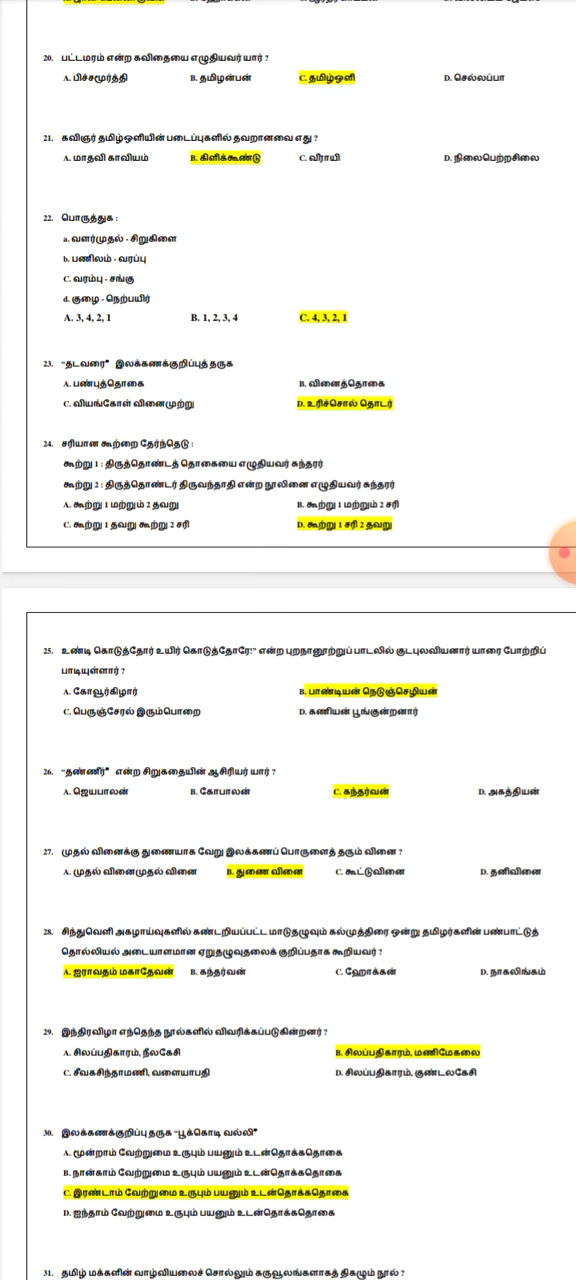 20. பட்டமரம் என்ற கவிதையை எழுதியவர் யார் ?
A. பிச்சமூர்த்தி B. தமிழன்பன் C. தமிழ்ஒளி D. செல்லப்பா
21. கவிஞர் தமிழ்ஒளியின் படைப்புகளில் தவறானவை எது ?
A. மாதவி காவியம் B. கிளிக்கூண்டு C. வீராயி D. நிலைபெற்றசிலை
22. பொருத்துக :
a. வளர்முதல் - சிறுகிளை
b. பணிலம் - வரப்பு
C. வரம்பு - சங்கு
d. குழை - நெற்பயிர்
A. 3, 4, 2, 1 B. 1, 2, 3, 4 C. 4, 3, 2, 1
23. “தடவரை” இலக்கணக்குறிப்புத் தருக
A. பண்புத்தொகை B. வினைத்தொகை
C. வியங்கோள் வினைமுற்று D. உரிச்சொல் தொடர்
24. சரியான கூற்றை தேர்ந்தெடு :
கூற்று 1 : திருத்தொண்டத் தொகையை எழுதியவர் சுந்தரர்
கூற்று 2 : திருத்தொண்டர் திருவந்தாதி என்ற நூலினை எழுதியவர் சுந்தரர்
A. கூற்று 1 மற்றும் 2 தவறு B. கூற்று 1 மற்றும் 2 சரி
C. கூற்று 1 தவறு கூற்று 2 சரி D. கூற்று 1 சரி 2 தவறு
25. உண்டி கொடுத்தோர் உயிர் கொடுத்தோரே!” என்ற புறநானூற்றுப் பாடலில் குடபுலவியனார் யாரை போற்றிப்
பாடியுள்ளார் ?
A. கோவூர்கிழார் B. பாண்டியன் நெடுஞ்செழியன்
C. பெருஞ்சேரல் இரும்பொறை D. கணியன் பூங்குன்றனார்
26. “தண்ணீர்” என்ற சிறுகதையின் ஆசிரியர் யார் ?
A. ஜெயபாலன் B. கோபாலன் C. கந்தர்வன் D. அகத்தியன்
27. முதல் வினைக்கு துணையாக வேறு இலக்கணப் பொருளைத் தரும் வினை ?
A. முதல் வினைமுதல் வினை B. துணை வினை C. கூட்டுவினை D. தனிவினை
28. சிந்துவெளி அகழாய்வுகளில் கண்டறியப்பட்ட மாடுதழுவும் கல்முத்திரை ஒன்று தமிழர்களின் பண்பாட்டுத்
தொல்லியல் அடையாளமான ஏறுதழுவுதலைக் குறிப்பதாக கூறியவர் ?
A. ஐராவதம் மகாதேவன் B. கந்தர்வன் C. ஹோக்கன் D. நாகலிங்கம்
29. இந்திரவிழா எந்தெந்த நூல்களில் விவரிக்கப்படுகின்றனர் ?
A. சிலப்பதிகாரம், நீலகேசி B. சிலப்பதிகாரம், மணிமேகலை
C. சீவகசிந்தாமணி, வளையாபதி D. சிலப்பதிகாரம், குண்டலகேசி
30. இலக்கணக்குறிப்பு தருக “பூக்கொடி வல்லி”
A. மூன்றாம் வேற்றுமை உருபும் பயனும் உடன்தொக்கதொகை
B. நான்காம் வேற்றுமை உருபும் பயனும் உடன்தொக்கதொகை
C. இரண்டாம் வேற்றுமை உருபும் பயனும் உடன்தொக்கதொகை
D. ஐந்தாம் வேற்றுமை உருபும் பயனும் உடன்தொக்கதொகை
31. தமிழ் மக்களின் வாழ்வியலைச் சொல்லும் கருவூலங்களாகத் திகழும் நூல் ?